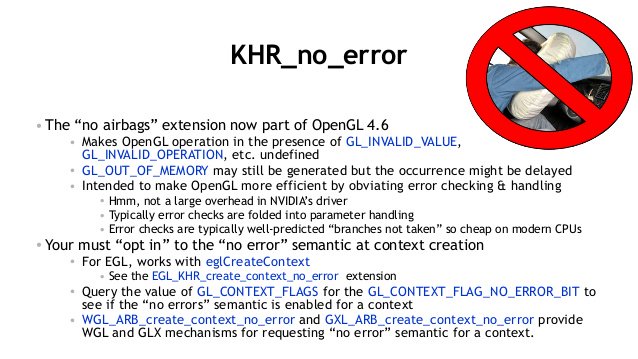 KHR_no_error
• The “no airbags” extension now part of OpenGL 4.6
• Makes OpenGL operation in the presence of GL_INVALID_VALUE,
GL_INVALID_OPERATION, etc. undefined
• GL_OUT_OF_MEMORY may still be generated but the occurrence might be delayed
• Intended to make OpenGL more efficient by obviating error checking & handling
• Hmm, not a large overhead in NVIDIA’s driver
• Typically error checks are folded into parameter handling
• Error checks are typically well-predicted “branches not taken” so cheap on modern CPUs
• Your must “opt in” to the “no error” semantic at context creation
• For EGL, works with eglCreateContext
• See the EGL_KHR_create_context_no_error extension
• Query the value of GL_CONTEXT_FLAGS for the GL_CONTEXT_FLAG_NO_ERROR_BIT to
see if the “no errors” semantic is enabled for a context
• WGL_ARB_create_context_no_error and GXL_ARB_create_context_no_error provide
WGL and GLX mechanisms for requesting “no error” semantic for a context.